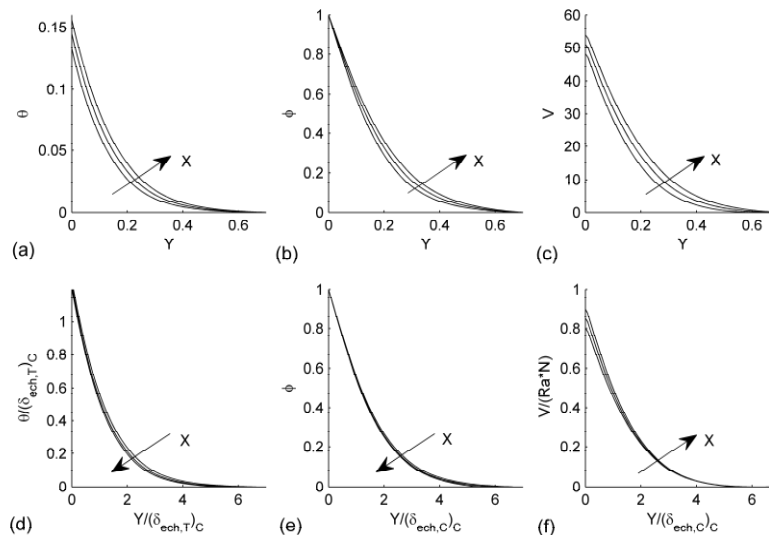 0.15
0.1
0.05
0
θ
X
0 0.2 0.4 0.6
Y
(a)
1
0.8
0.6
0.4
0.2
0
ϕ
X
0 0.2 0.4 0.6
Y
(b)
60
50
40
30
20
10
0
V
X
0 0.2 0.4 0.6
Y
(c)
1
0.8
0.6
0.4
0.2
0
θ/(δech,T)C
X
0 2 4 6
Y/(δech,T)C
(d)
1
0.8
0.6
0.4
0.2
0
ϕ
X
0 2 4 6
Y/(δech,C)C
(e)
1
0.8
0.6
0.4
0.2
0
V/(Ra*N)
X
0 2 4 6
Y/(δech,C)C
(f)